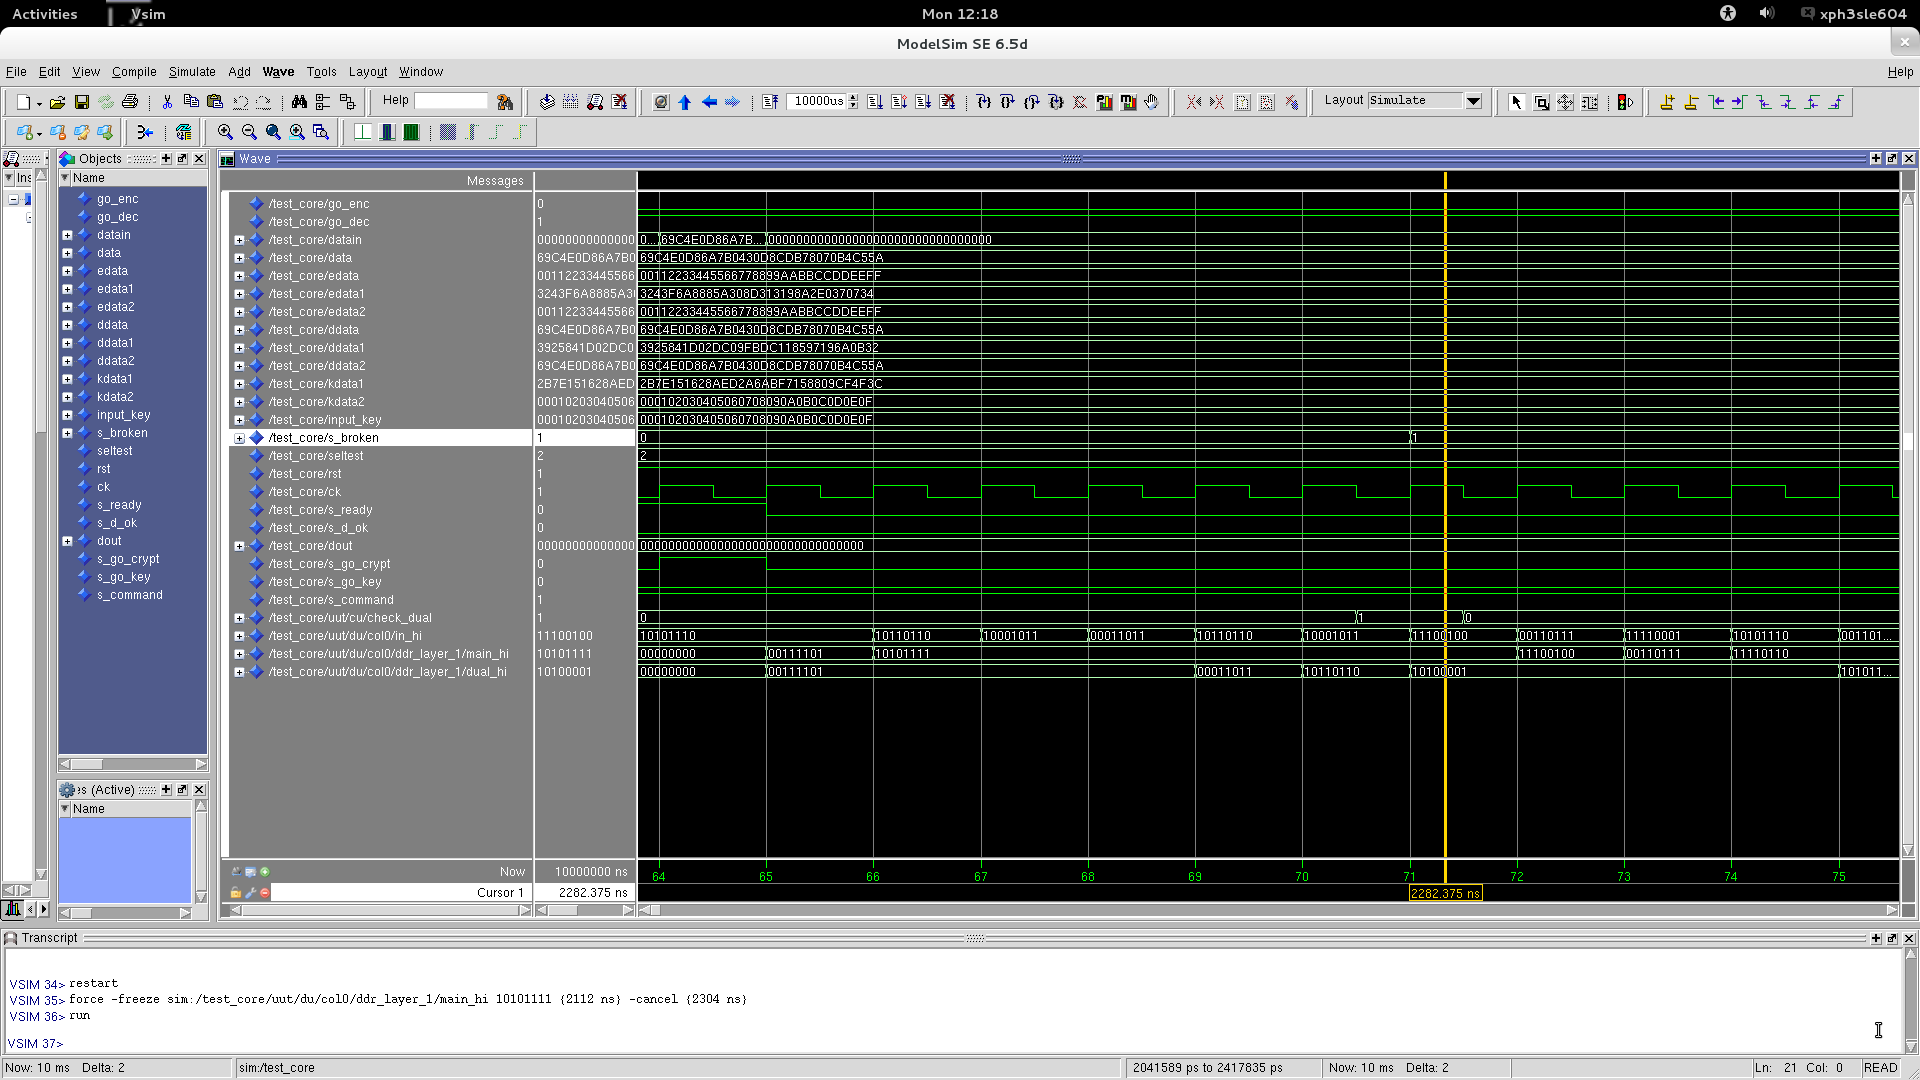 Activities Vsim Mon 12:18 xph3sle604
ModelSim SE 6.5d
File Edit View Compile Simulate Add Wave Tools Layout Window Help
Help 10000us Layout Simulate
Ins Objects Wave
Name Messages
go_enc
go_dec
datain
data
edata
edata1
edata2
ddata
ddata1
ddata2
kdata1
kdata2
input_key
s_broken
seltest
rst
ck
s_ready
s_d_ok
dout
s_go_crypt
s_go_key
s_command
es (Active)
Name
/test_core/go_enc 0
/test_core/go_dec 1
/test_core/datain 00000000000000 0... 69C4E0D86A7B... 00000000000000000000000000000000
/test_core/data 69C4E0D86A7B0 69C4E0D86A7B0430D8CDB78070B4C55A
/test_core/edata 00112233445566 00112233445566778899AABBCCDDEEFF
/test_core/edata1 3243F6A8885A3 3243F6A8885A308D313198A2E0370734
/test_core/edata2 00112233445566 00112233445566778899AABBCCDDEEFF
/test_core/ddata 69C4E0D86A7B0 69C4E0D86A7B0430D8CDB78070B4C55A
/test_core/ddata1 3925841D02DC0 3925841D02DC09FBDC118597196A0B32
/test_core/ddata2 69C4E0D86A7B0 69C4E0D86A7B0430D8CDB78070B4C55A
/test_core/kdata1 2B7E151628AED 2B7E151628AED2A6ABF7158809CF4F3C
/test_core/kdata2 00010203040506 000102030405060708090A0B0C0D0E0F
/test_core/input_key 00010203040506 000102030405060708090A0B0C0D0E0F
/test_core/s_broken 1 0 1
/test_core/seltest 2 2
/test_core/rst 1
/test_core/ck 1
/test_core/s_ready 0
/test_core/s_d_ok 0
/test_core/dout 00000000000000 00000000000000000000000000000000
/test_core/s_go_crypt 0
/test_core/s_go_key 0
/test_core/s_command 1
/test_core/uut/cu/check_dual 1 0 1 0
/test_core/uut/du/col0/in_hi 11100100 10101110 10110110 10001011 00011011 10110110 10001011 11100100 00110111 11110001 10101110 001101...
/test_core/uut/du/col0/ddr_layer_1/main_hi 10101111 00000000 00111101 10101111 11100100 00110111 11110110
/test_core/uut/du/col0/ddr_layer_1/dual_hi 10100001 00000000 00111101 00011011 10110110 10100001 101011...
Now 10000000 ns 64 65 66 67 68 69 70 71 72 73 74 75
Cursor 1 2282.375 ns 2282.375 ns
Transcript
VSIM 34> restart
VSIM 35> force -freeze sim:/test_core/uut/du/col0/ddr_layer_1/main_hi 10101111 {2112 ns} -cancel {2304 ns}
VSIM 36> run
VSIM 37>
Now: 10 ms Delta: 2 sim:/test_core 2041589 ps to 2417835 ps Now: 10 ms Delta: 2 Ln: 21 Col: 0 READ